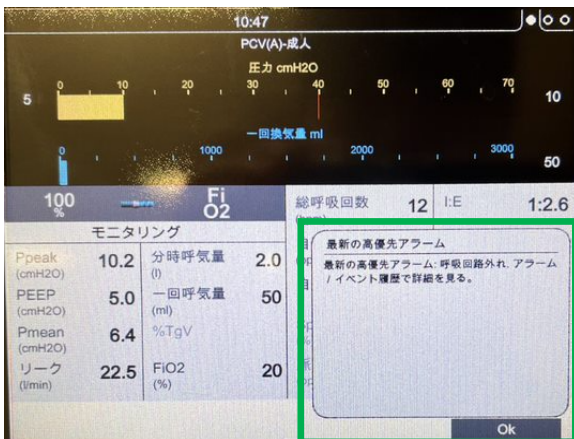 10:47
PCV(A)-成人
圧力 cmH2O
5 0 10 20 30 40 50 60 70 10
一回換気量 ml
0 1000 2000 3000 50
100 % Fi O2
総呼吸回数 12 I:E 1:2.6
モニタリング
Ppeak (cmH2O) 10.2 分時呼気量 (l) 2.0
PEEP (cmH2O) 5.0 一回呼気量 (ml) 50
Pmean (cmH2O) 6.4 %TgV
リーク (l/min) 22.5 FiO2 (%) 20
最新の高優先アラーム
最新の高優先アラーム: 呼吸回路外れ. アラーム
/ イベント履歴で詳細を見る。
Ok